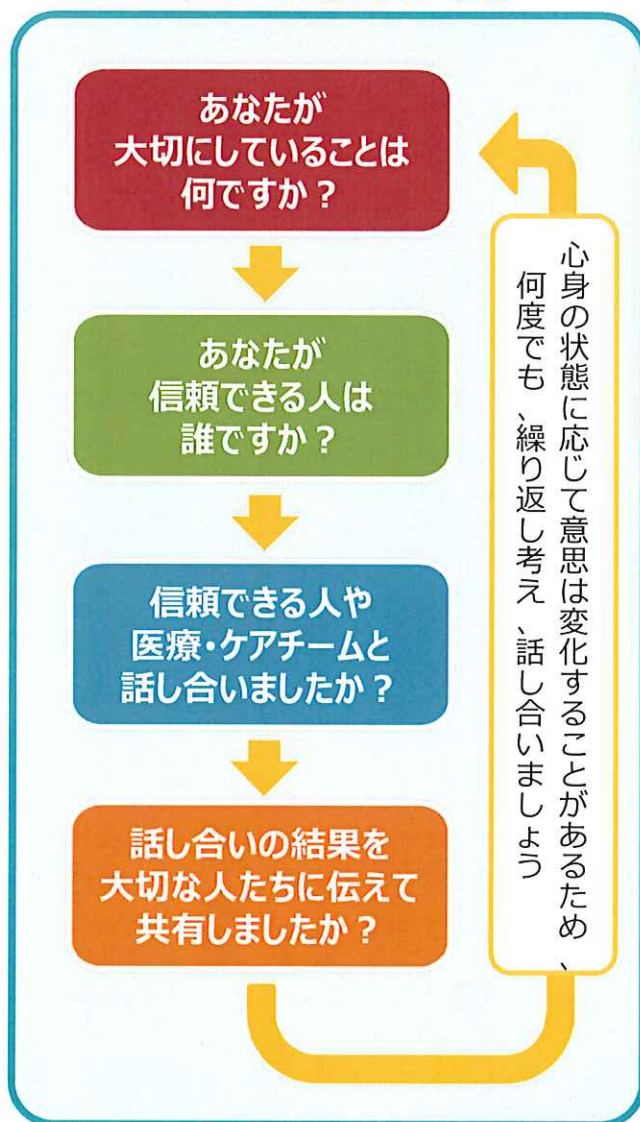 あなたが
大切にしていることは
何ですか？
あなたが
信頼できる人は
誰ですか？
信頼できる人や
医療・ケアチームと
話し合いましたか？
話し合いの結果を
大切な人たちに伝えて
共有しましたか？
心身の状態に応じて意思は変化することがあるため、
何度でも、繰り返し考え、話し合いましょう